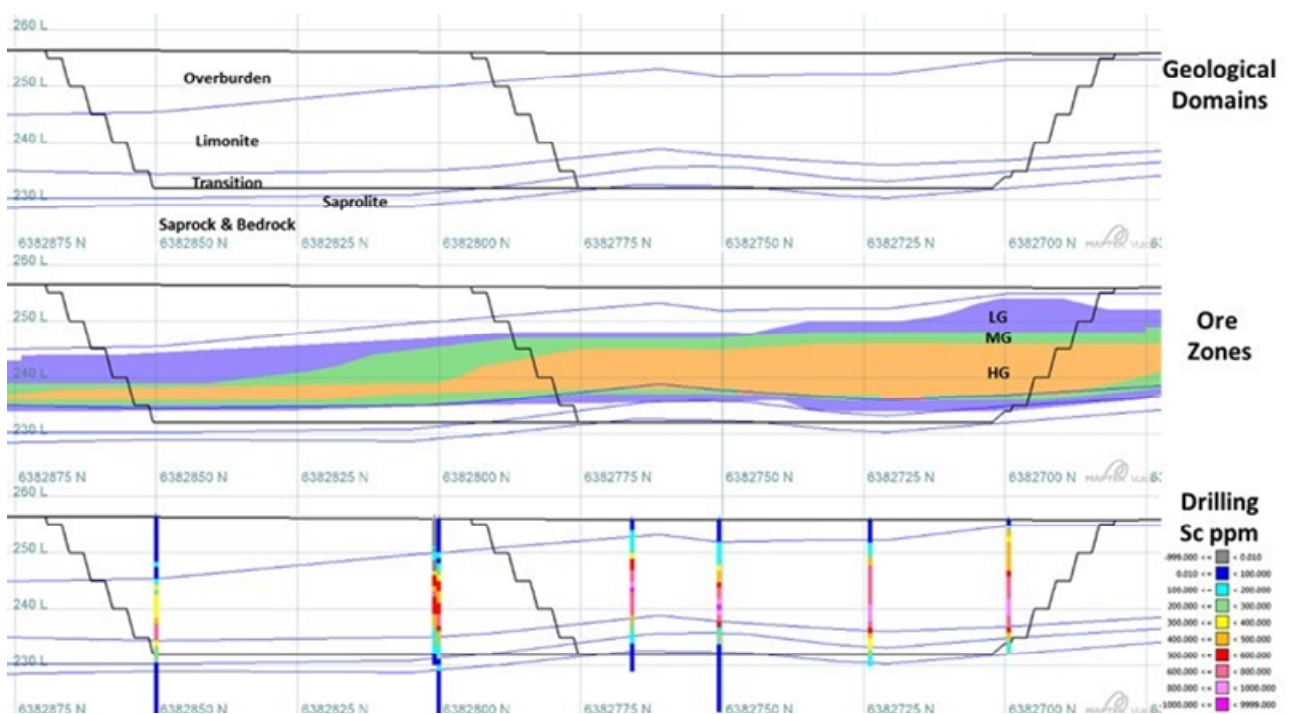 260 L
Overburden
250 L
Geological
Domains
240 L
Limonite
Transition
230 L
Saprolite
Saprock & Bedrock
6382875 N 6382850 N 6382825 N 6382800 N 6382775 N 6382750 N 6382725 N 6382700 N
260 L
250 L
LG
MG
Ore
Zones
240 L
HG
230 L
6382875 N 6382850 N 6382825 N 6382800 N 6382775 N 6382750 N 6382725 N 6382700 N
260 L
Drilling
Sc ppm
250 L
-999.000 <= < 0.010
0.010 <= < 100.000
100.000 <= < 200.000
200.000 <= < 300.000
240 L
300.000 <= < 400.000
400.000 <= < 500.000
500.000 <= < 600.000
230 L
600.000 <= < 800.000
800.000 <= < 1000.000
1000.000 <= < 9999.000
6382875 N 6382850 N 6382825 N 6382800 N 6382775 N 6382750 N 6382725 N 6382700 N